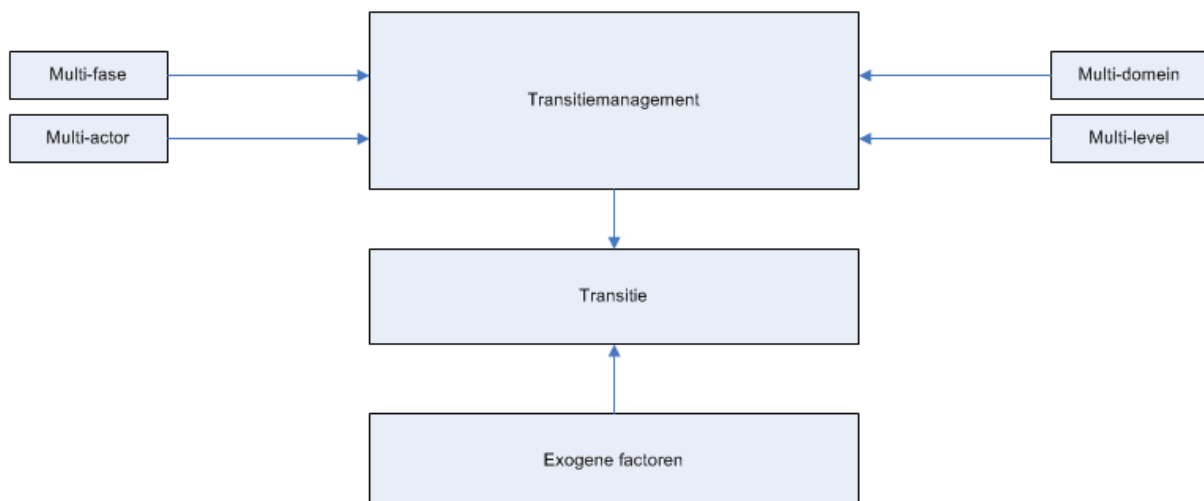 Multi-fase
Multi-actor
Transitiemanagement
Multi-domein
Multi-level
Transitie
Exogene factoren